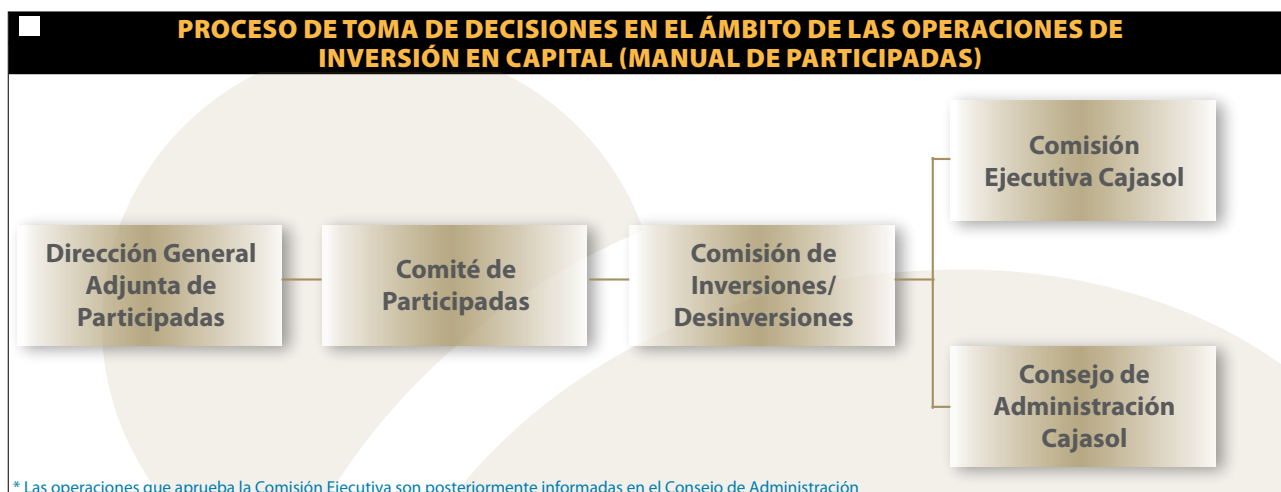 PROCESO DE TOMA DE DECISIONES EN EL ÁMBITO DE LAS OPERACIONES DE
INVERSIÓN EN CAPITAL (MANUAL DE PARTICIPADAS)
Dirección General
Adjunta de
Participadas
Comité de
Participadas
Comisión de
Inversiones/
Desinversiones
Comisión
Ejecutiva Cajasol
Consejo de
Administración
Cajasol
* Las operaciones que aprueba la Comisión Ejecutiva son posteriormente informadas en el Consejo de Administración